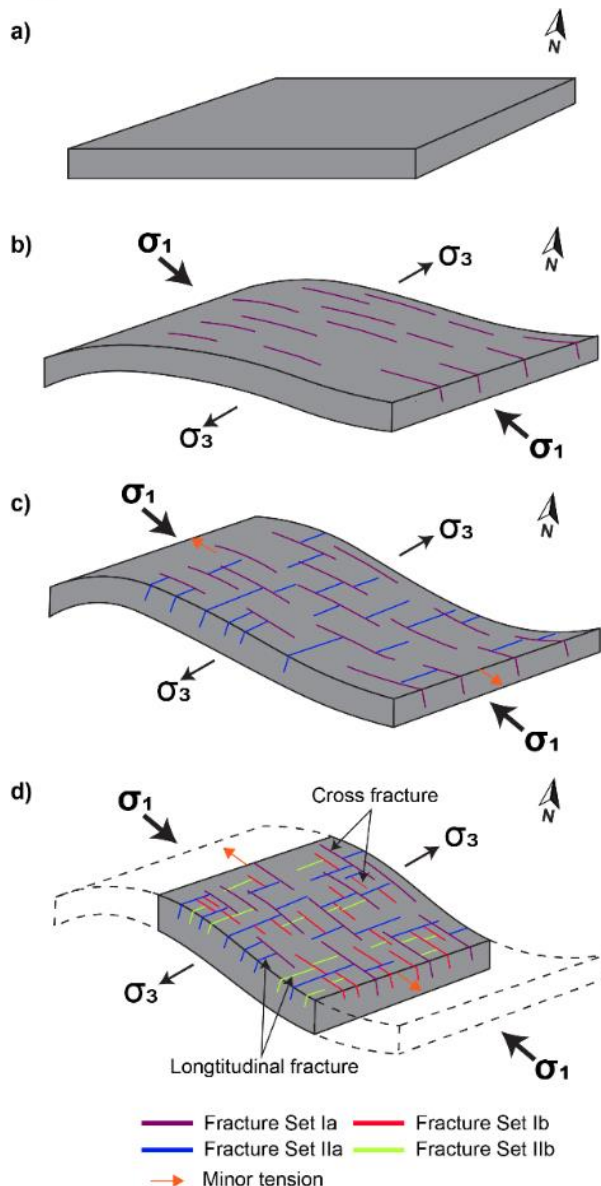 a)
N
b)
σ1
σ3
N
σ3
σ1
c)
σ1
σ3
N
σ3
σ1
d)
Cross fracture
N
σ1
σ3
σ3
Longtitudinal fracture
σ1
Fracture Set Ia
Fracture Set Ib
Fracture Set IIa
Fracture Set IIb
Minor tension